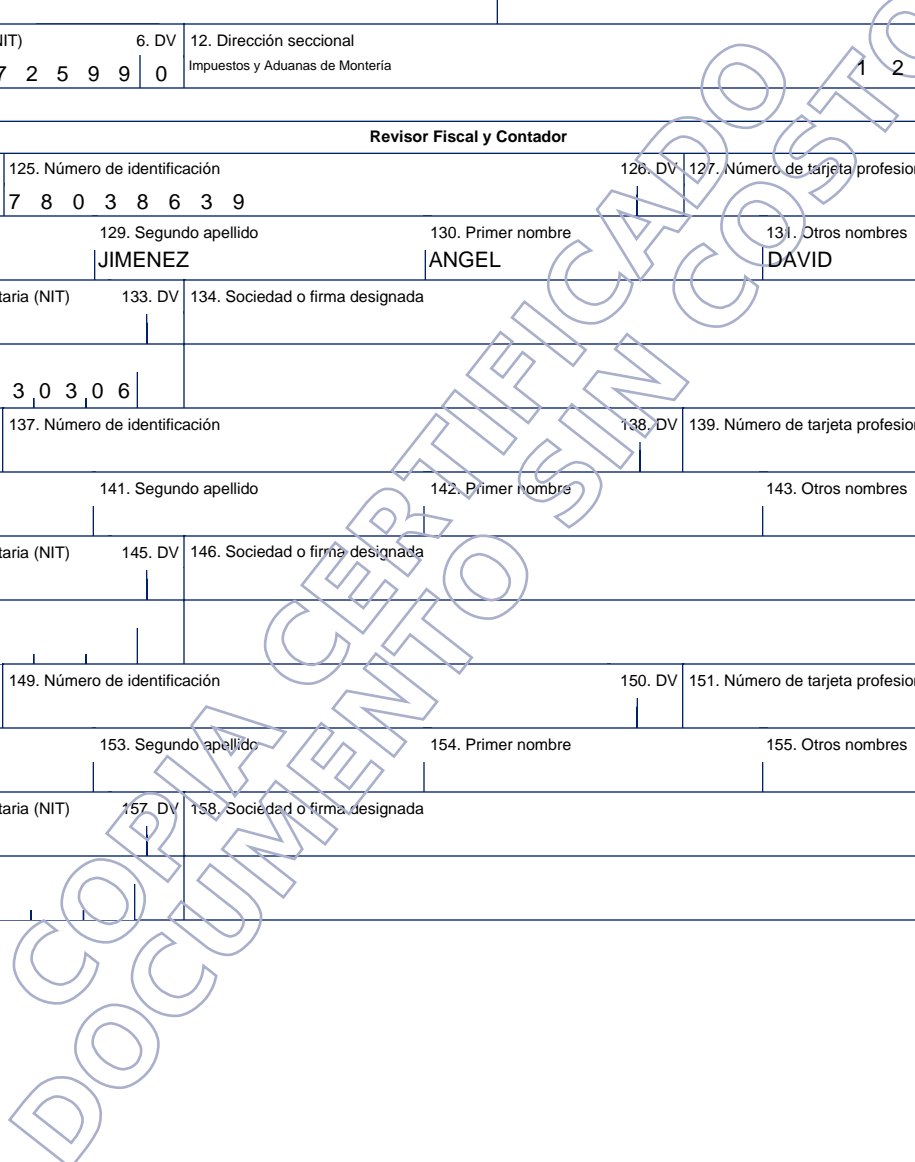 NIT) 6. DV 12. Dirección seccional
7 2 5 9 9 0 Impuestos y Aduanas de Montería 1 2
Revisor Fiscal y Contador
125. Número de identificación 126. DV 127. Número de tarjeta profesion
7 8 0 3 8 6 3 9
129. Segundo apellido 130. Primer nombre 131. Otros nombres
JIMENEZ ANGEL DAVID
taria (NIT) 133. DV 134. Sociedad o firma designada
3 0 3 0 6
137. Número de identificación 138. DV 139. Número de tarjeta profesion
141. Segundo apellido 142. Primer nombre 143. Otros nombres
taria (NIT) 145. DV 146. Sociedad o firma designada
149. Número de identificación 150. DV 151. Número de tarjeta profesion
153. Segundo apellido 154. Primer nombre 155. Otros nombres
taria (NIT) 157. DV 158. Sociedad o firma designada
COPIA CERTIFICADO
DOCUMENTO SIN COSTO